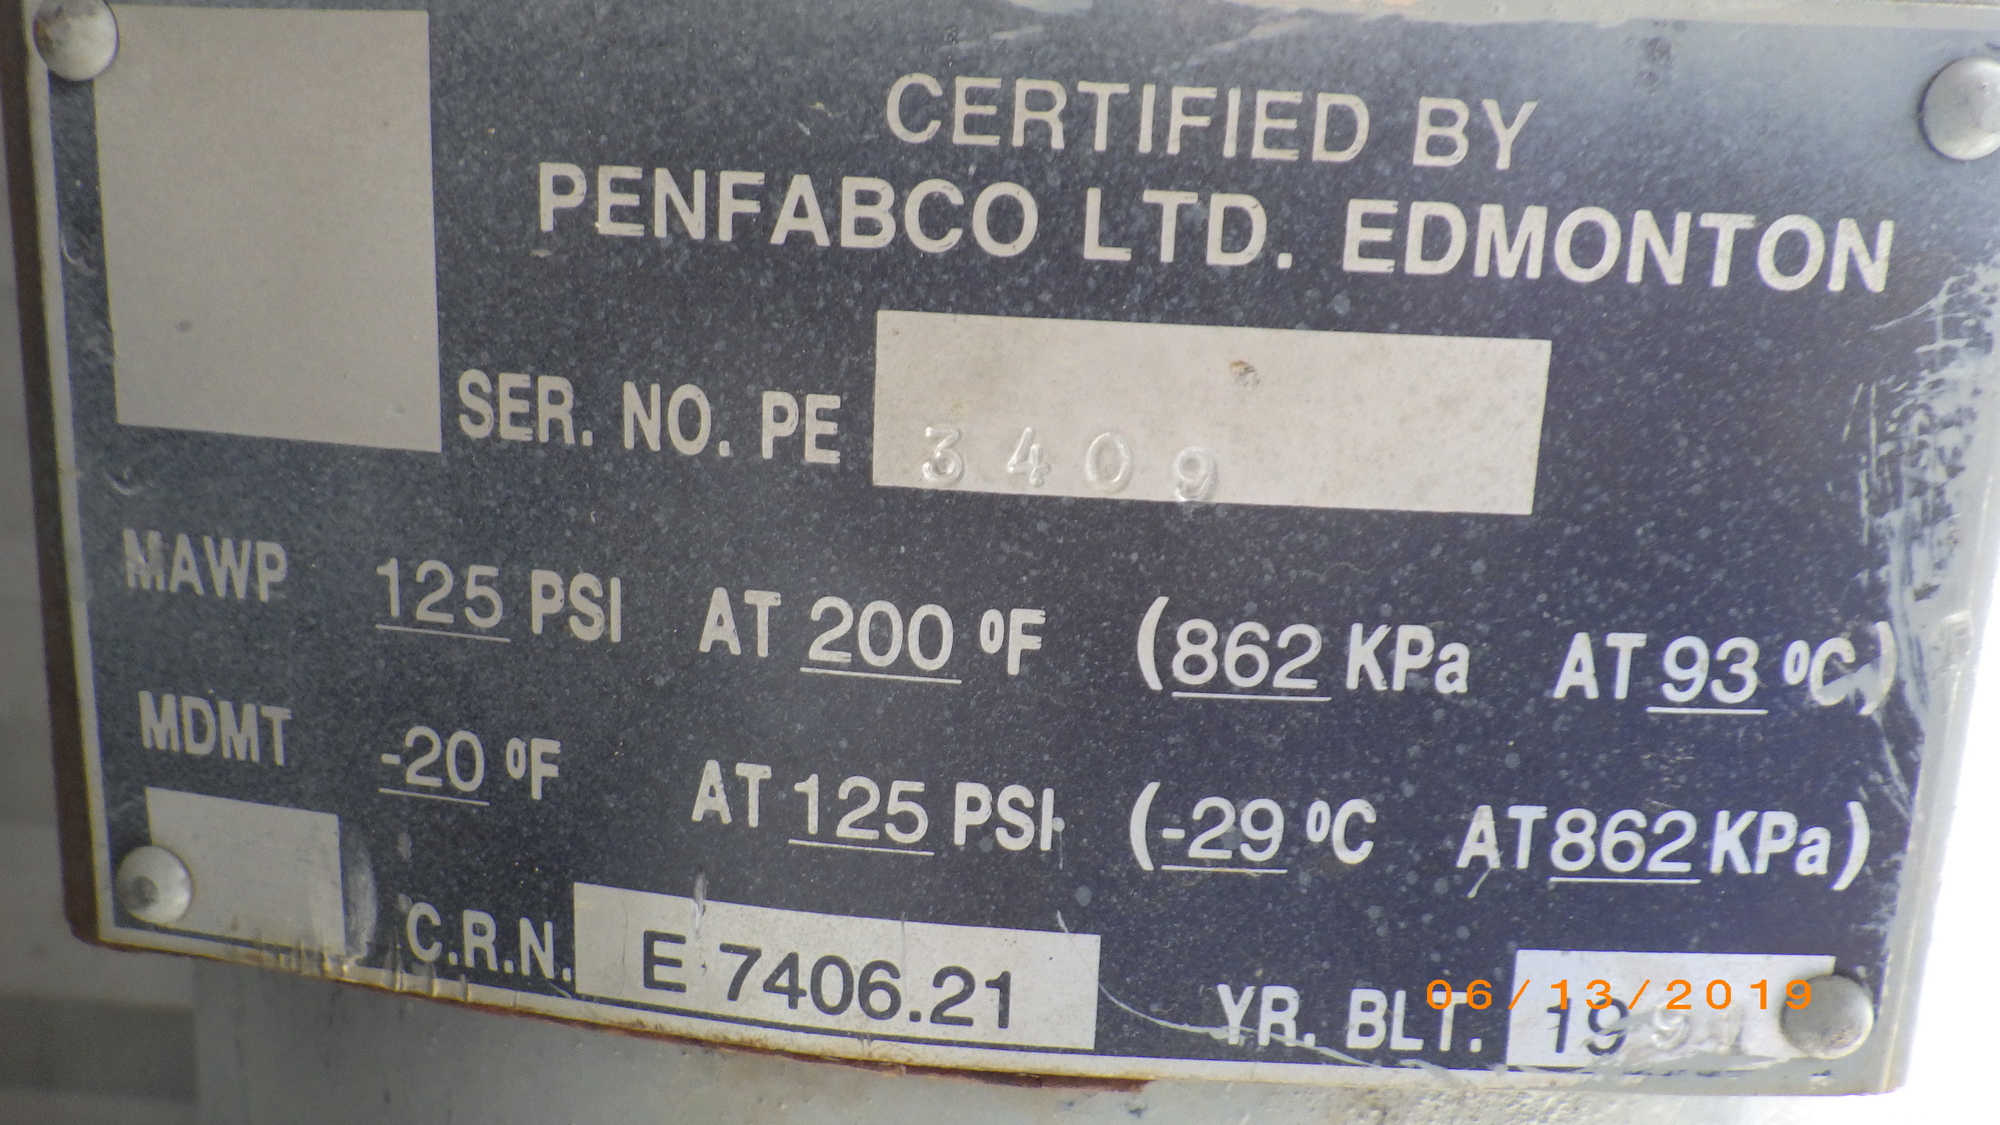 CERTIFIED BY
PENFABCO LTD. EDMONTON
SER. NO. PE 3409
MAWP 125 PSI AT 200 ºF (862 KPa AT 93 ºC)
MDMT -20 ºF AT 125 PSI (-29 ºC AT 862 KPa)
C.R.N. E 7406.21
YR. BLT. 19
06/13/2019